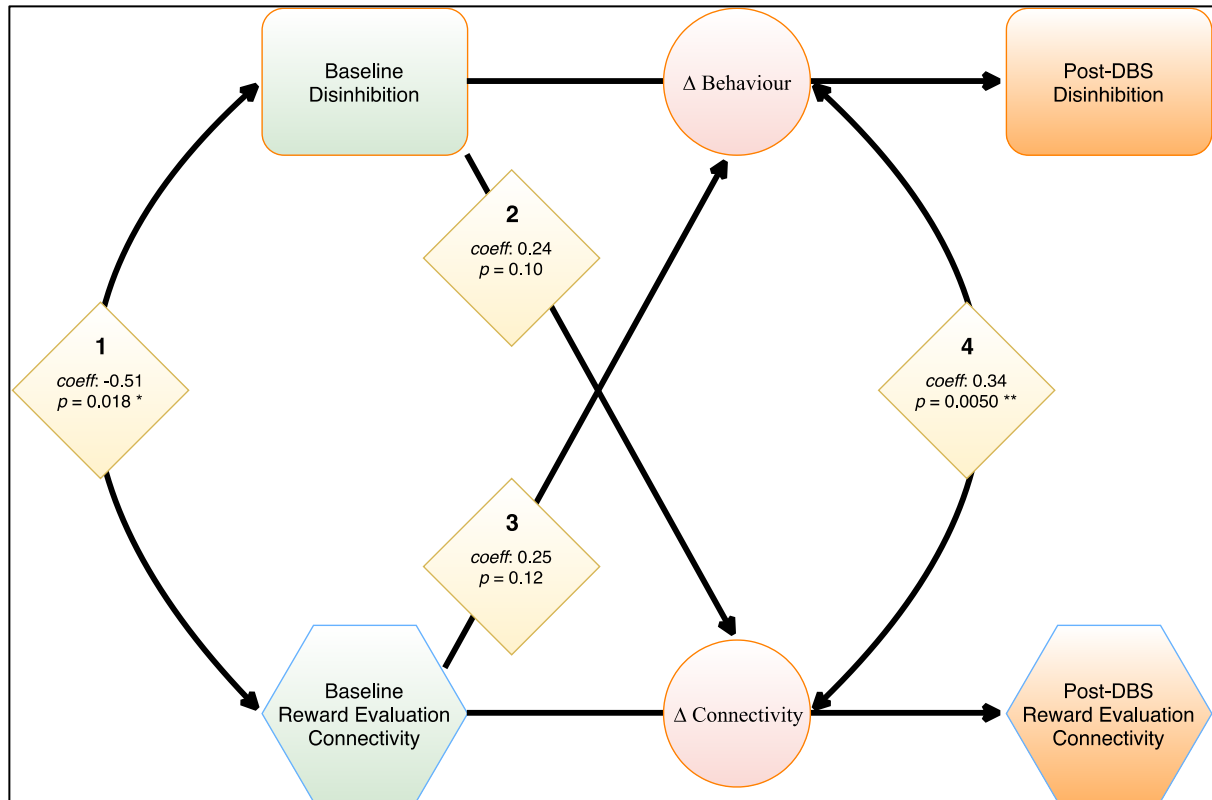 Baseline
Disinhibition
Δ Behaviour
Post-DBS
Disinhibition
2
coeff: 0.24
p = 0.10
1
coeff: -0.51
p = 0.018 *
4
coeff: 0.34
p = 0.0050 **
3
coeff: 0.25
p = 0.12
Baseline
Reward Evaluation
Connectivity
Δ Connectivity
Post-DBS
Reward Evaluation
Connectivity